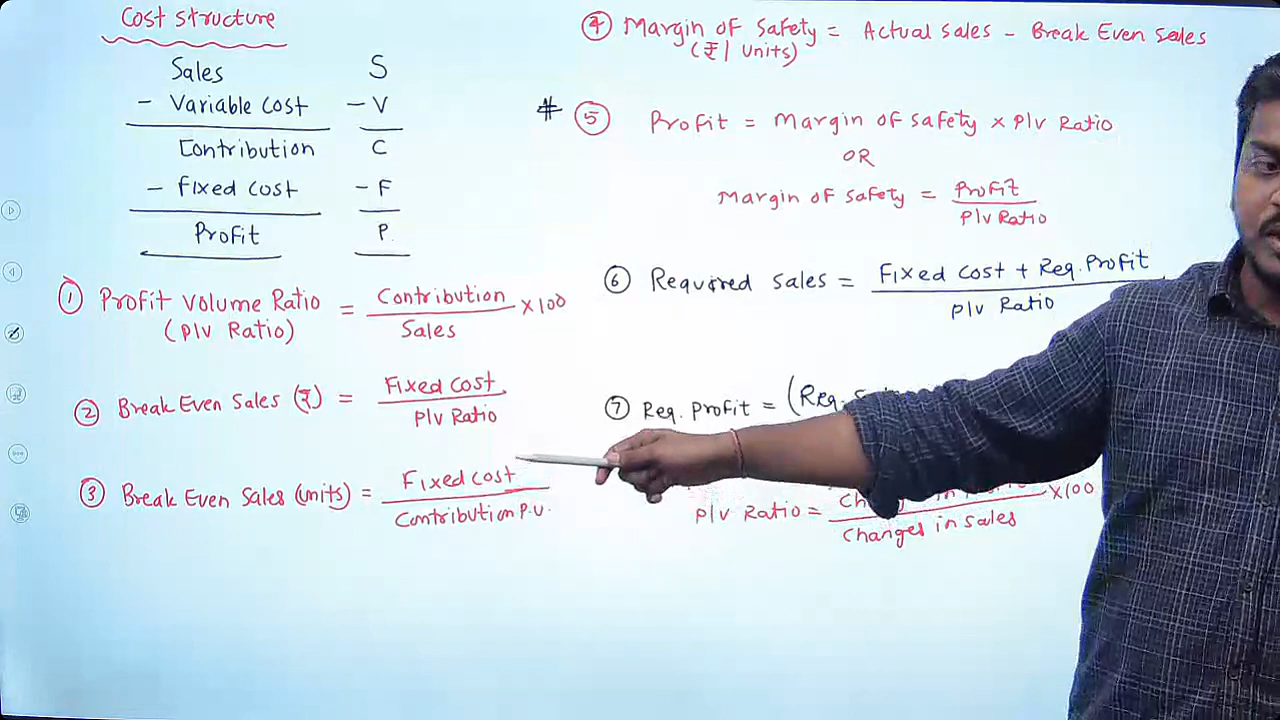 Cost structure
Sales S
- Variable cost - V
Contribution C
- Fixed cost - F
Profit P
① Profit Volume Ratio = Contribution / Sales × 100
(P/V Ratio)
② Break Even Sales (₹) = Fixed cost / P/V Ratio
③ Break Even Sales (units) = Fixed cost / Contribution P.U.
④ Margin of Safety = Actual sales - Break Even sales
(₹/units)
# ⑤ Profit = Margin of safety × P/V Ratio
OR
Margin of safety = Profit / P/V Ratio
⑥ Required sales = Fixed cost + Req. Profit / P/V Ratio
⑦ Req. Profit = (Req.
P/V Ratio = / Changes in sales ×100